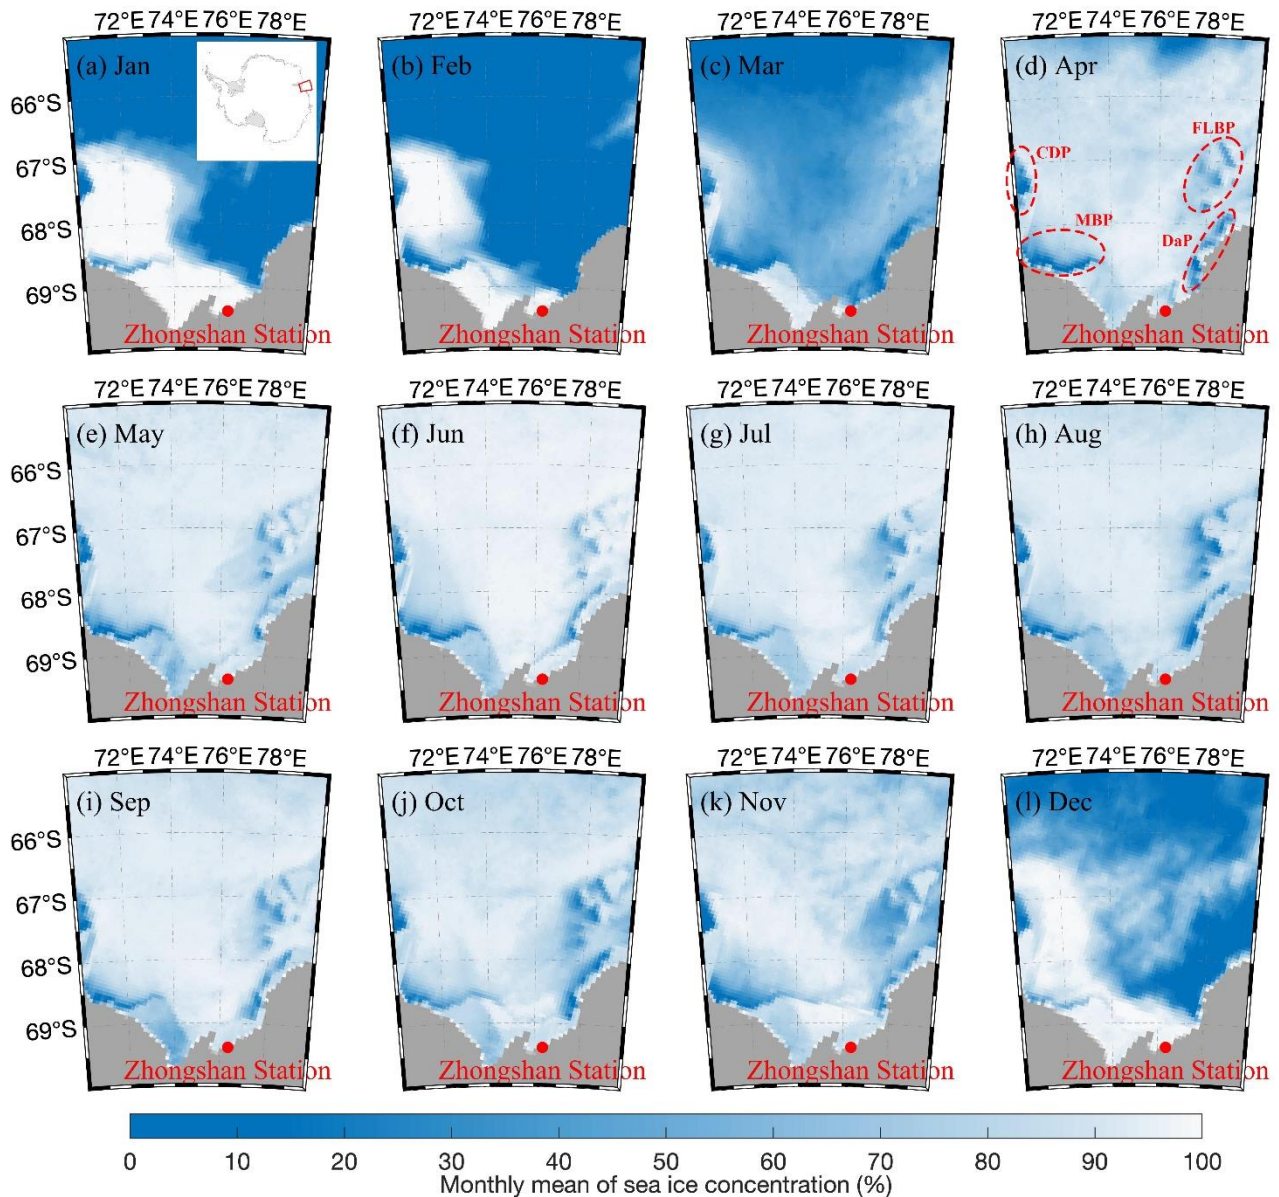 72°E 74°E 76°E 78°E 72°E 74°E 76°E 78°E 72°E 74°E 76°E 78°E 72°E 74°E 76°E 78°E
(a) Jan (b) Feb (c) Mar (d) Apr
66°S
FLBP
CDP
67°S
MBP
DaP
68°S
69°S
Zhongshan Station Zhongshan Station Zhongshan Station Zhongshan Station
72°E 74°E 76°E 78°E 72°E 74°E 76°E 78°E 72°E 74°E 76°E 78°E 72°E 74°E 76°E 78°E
(e) May (f) Jun (g) Jul (h) Aug
66°S
67°S
68°S
69°S
Zhongshan Station Zhongshan Station Zhongshan Station Zhongshan Station
72°E 74°E 76°E 78°E 72°E 74°E 76°E 78°E 72°E 74°E 76°E 78°E 72°E 74°E 76°E 78°E
(i) Sep (j) Oct (k) Nov (l) Dec
66°S
67°S
68°S
69°S
Zhongshan Station Zhongshan Station Zhongshan Station Zhongshan Station
0 10 20 30 40 50 60 70 80 90 100
Monthly mean of sea ice concentration (%)